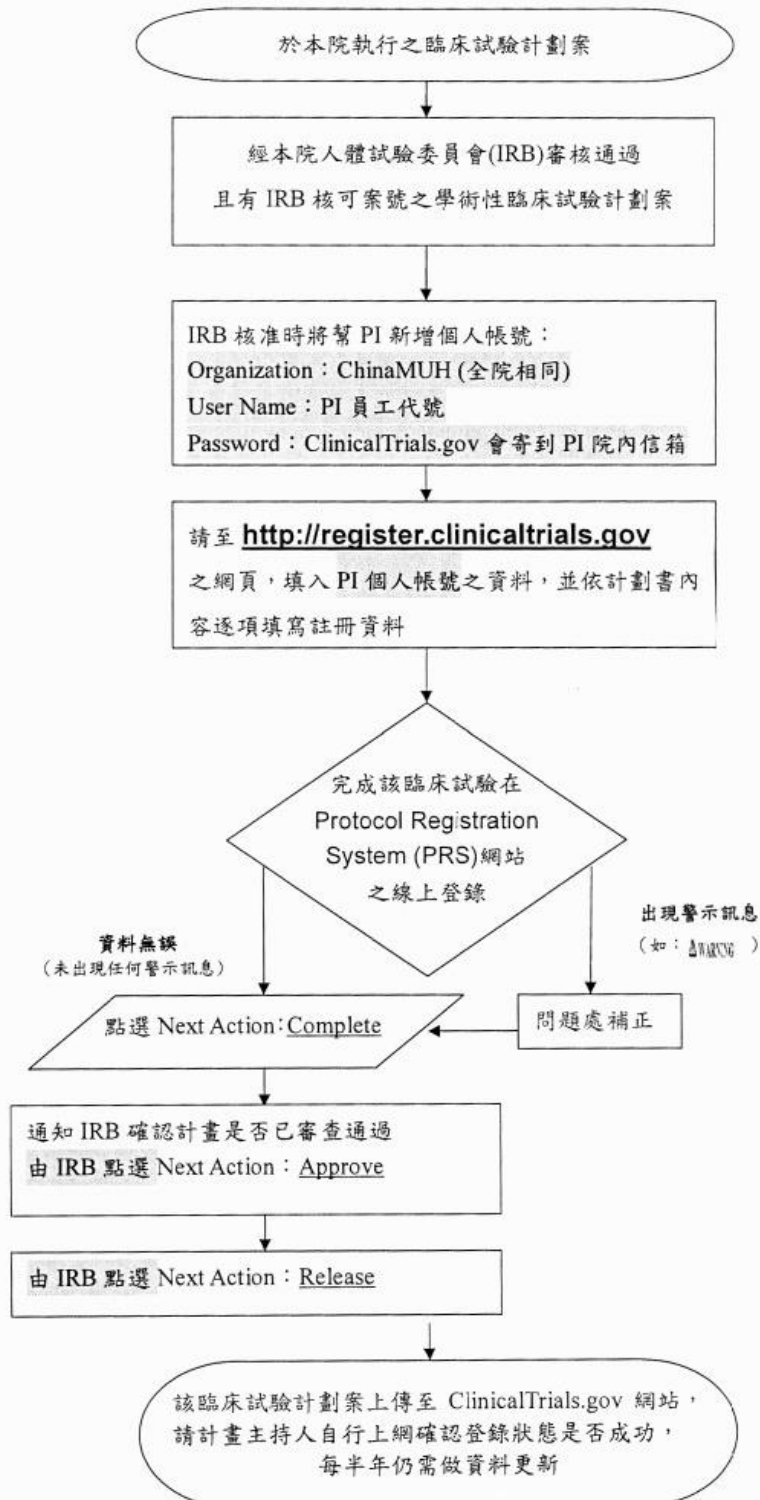 於本院執行之臨床試驗計劃案
經本院人體試驗委員會(IRB)審核通過
且有 IRB 核可案號之學術性臨床試驗計劃案
IRB 核准時將幫 PI 新增個人帳號：
Organization：ChinaMUH (全院相同)
User Name：PI 員工代號
Password：ClinicalTrials.gov 會寄到 PI 院內信箱
請至 http://register.clinicaltrials.gov
之網頁，填入 PI 個人帳號之資料，並依計劃書內
容逐項填寫註冊資料
完成該臨床試驗在
Protocol Registration
System (PRS)網站
之線上登錄
資料無誤
（未出現任何警示訊息）
出現警示訊息
（如：WARNING ）
點選 Next Action：Complete
問題處補正
通知 IRB 確認計畫是否已審查通過
由 IRB 點選 Next Action：Approve
由 IRB 點選 Next Action：Release
該臨床試驗計劃案上傳至 ClinicalTrials.gov 網站，
請計畫主持人自行上網確認登錄狀態是否成功，
每半年仍需做資料更新